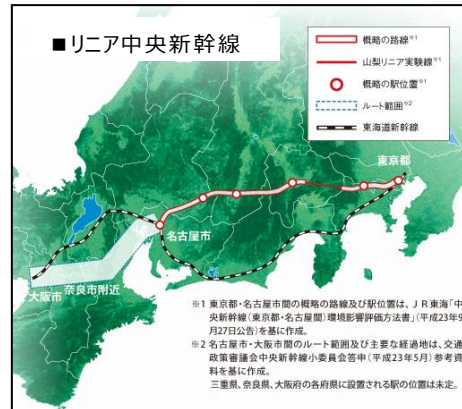 ■リニア中央新幹線
概略の路線※1
山梨リニア実験線※1
概略の駅位置※1
ルート範囲※2
東海道新幹線
東京都
名古屋市
大阪市
奈良市附近
※1 東京都・名古屋市間の概略の路線及び駅位置は、ＪＲ東海「中
央新幹線（東京都・名古屋間）環境影響評価方法書」（平成23年9
月27日公告）を基に作成。
※2 名古屋市・大阪市間のルート範囲及び主要な経過地は、交通
政策審議会中央新幹線小委員会答申（平成23年5月）参考資
料を基に作成。
三重県、奈良県、大阪府の各府県に設置される駅の位置は未定。